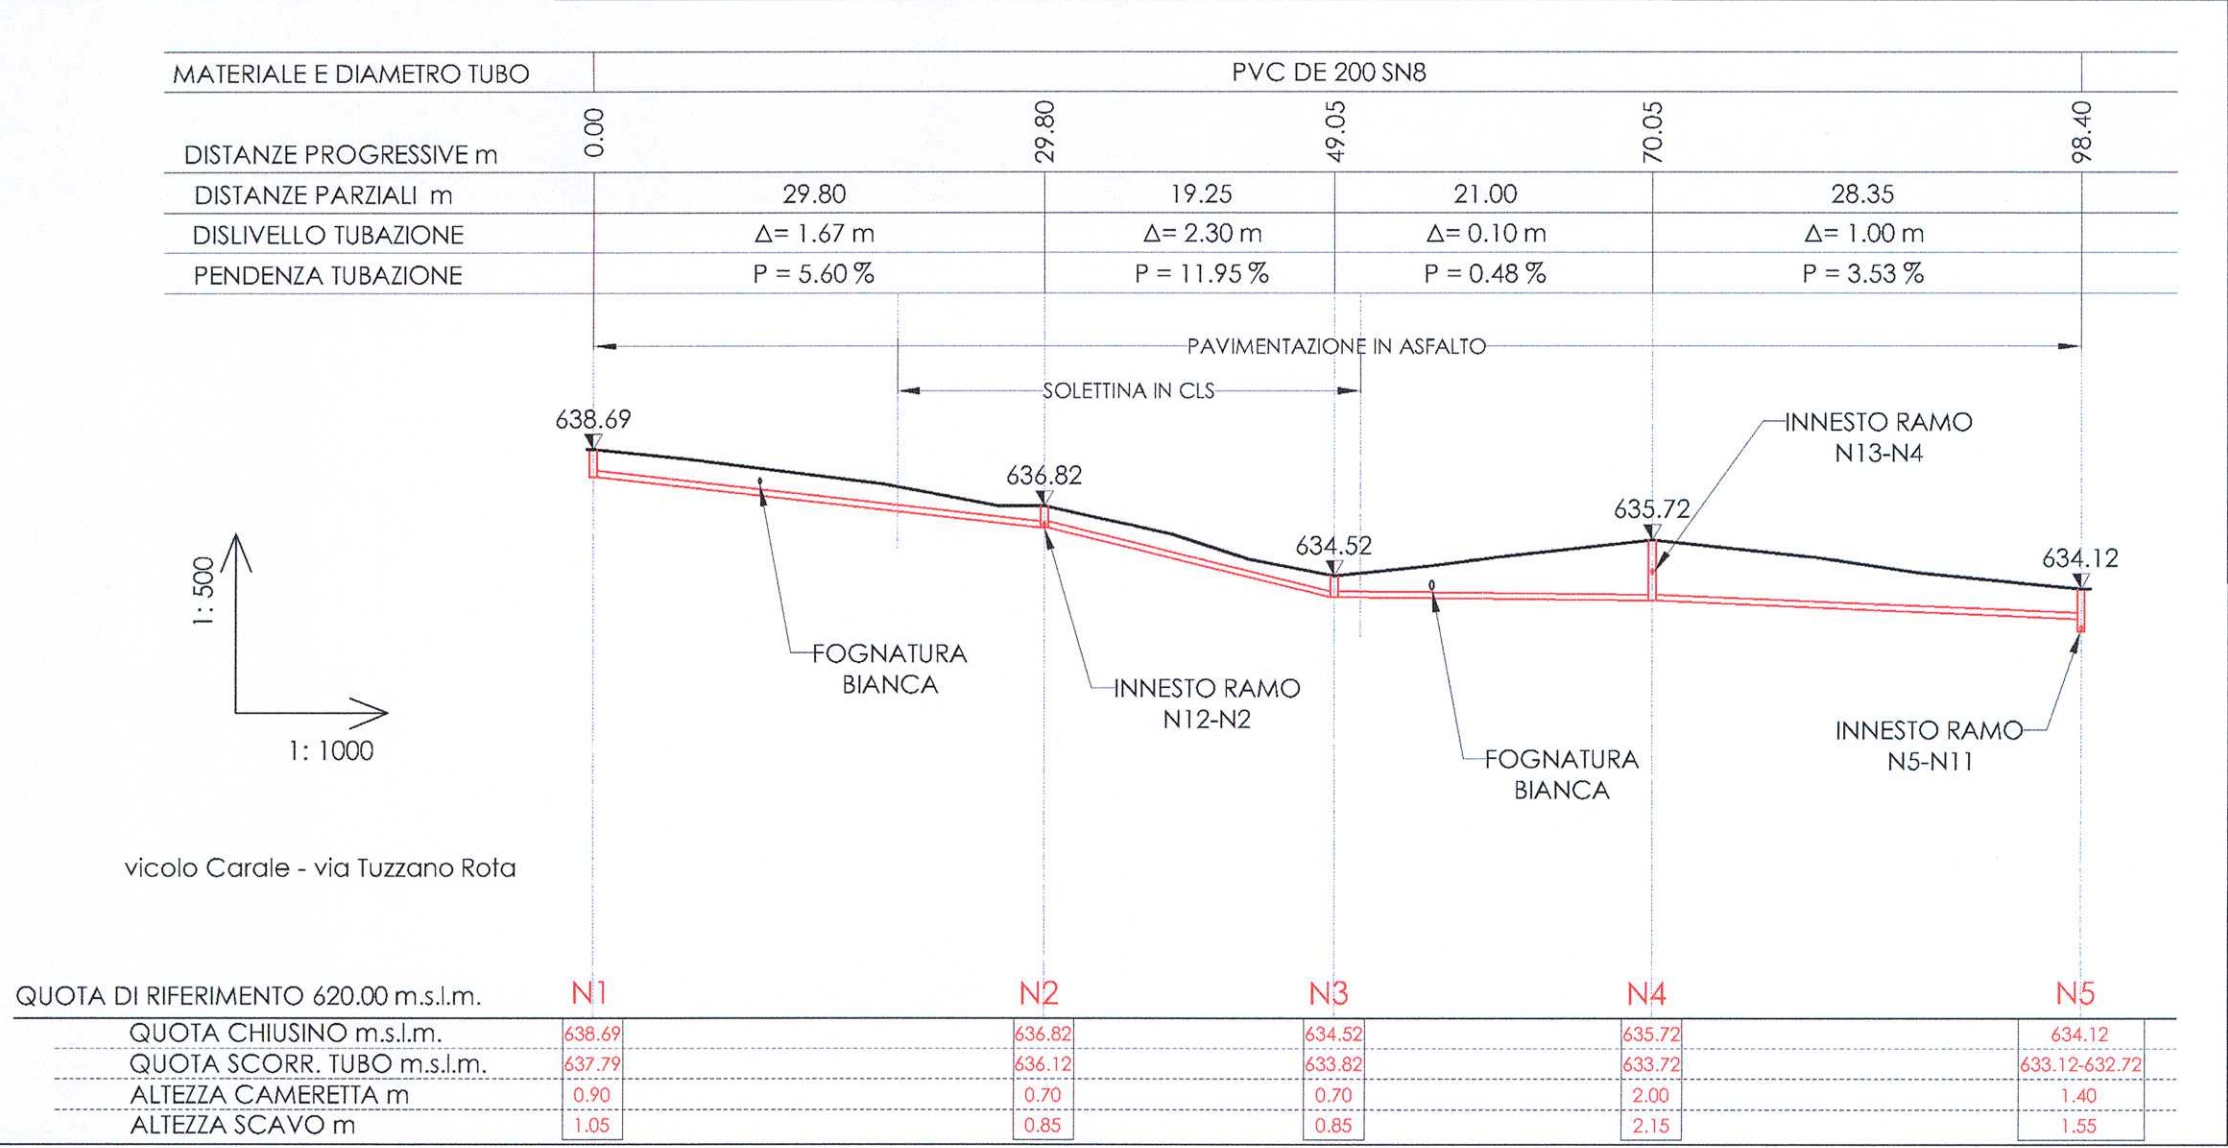 MATERIALE E DIAMETRO TUBO PVC DE 200 SN8
DISTANZE PROGRESSIVE m 0.00 29.80 49.05 70.05 98.40
DISTANZE PARZIALI m 29.80 19.25 21.00 28.35
DISLIVELLO TUBAZIONE Δ= 1.67 m Δ= 2.30 m Δ= 0.10 m Δ= 1.00 m
PENDENZA TUBAZIONE P = 5.60 % P = 11.95 % P = 0.48 % P = 3.53 %
PAVIMENTAZIONE IN ASFALTO
SOLETTINA IN CLS
638.69
636.82
634.52
635.72
634.12
INNESTO RAMO
N13-N4
FOGNATURA
BIANCA
INNESTO RAMO
N12-N2
FOGNATURA
BIANCA
INNESTO RAMO
N5-N11
1: 500
1: 1000
vicolo Carale - via Tuzzano Rota
QUOTA DI RIFERIMENTO 620.00 m.s.l.m. N1 N2 N3 N4 N5
QUOTA CHIUSINO m.s.l.m. 638.69 636.82 634.52 635.72 634.12
QUOTA SCORR. TUBO m.s.l.m. 637.79 636.12 633.82 633.72 633.12-632.72
ALTEZZA CAMERETTA m 0.90 0.70 0.70 2.00 1.40
ALTEZZA SCAVO m 1.05 0.85 0.85 2.15 1.55